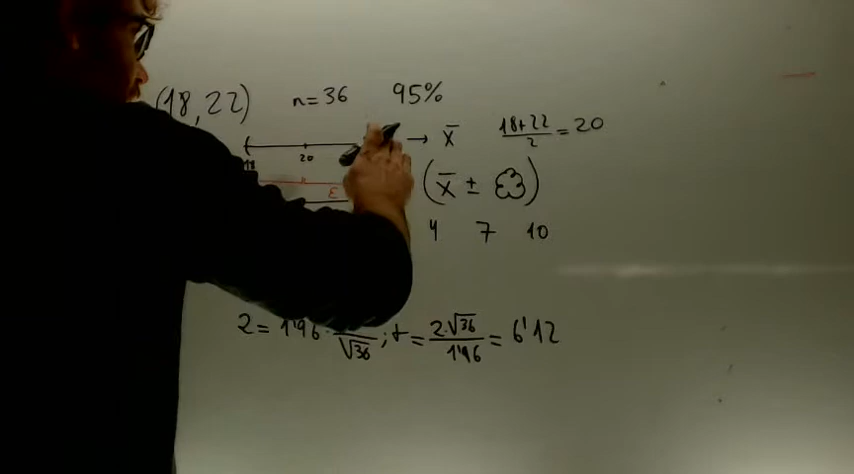 (18,22) n=36 95%
→ x̄ (18+22)/2 = 20
20
18
ε (x̄ ± )
4 7 10
2 = 1'96 · /√36 ; σ = (2·√36)/1'96 = 6'12